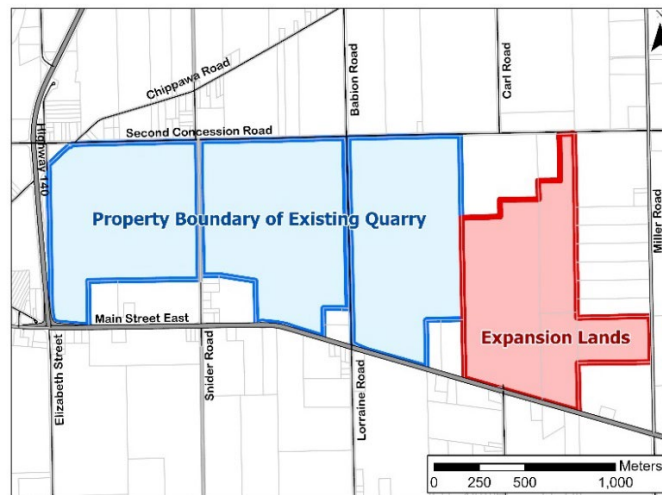 Chippawa Road
Babion Road
Carl Road
Highway 140
Second Concession Road
Property Boundary of Existing Quarry
Miller Road
Main Street East
Expansion Lands
Elizabeth Street
Snider Road
Lorraine Road
Meters
0 250 500 1,000